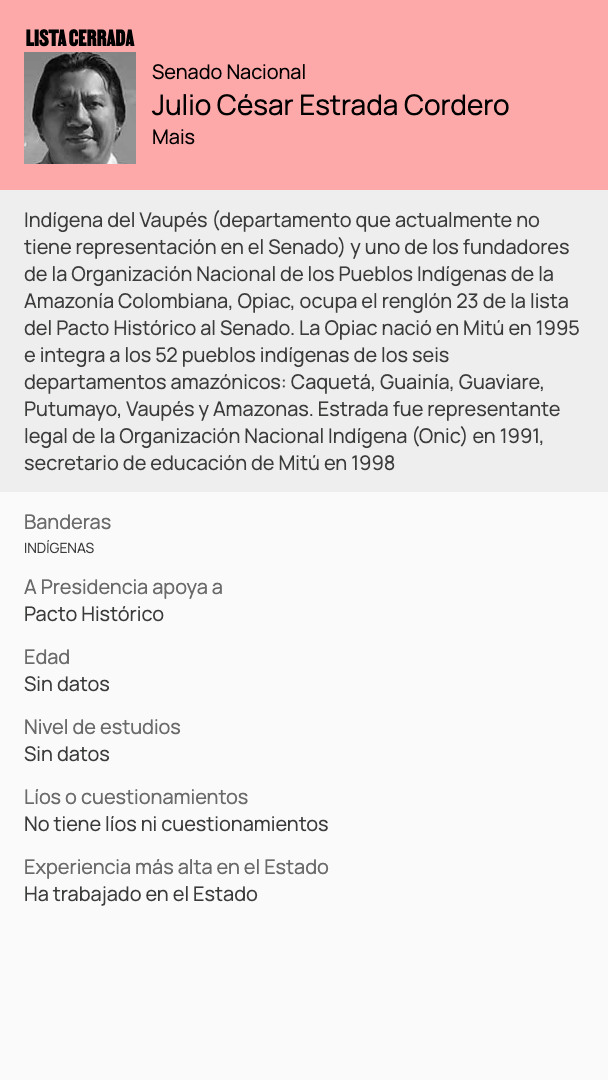 LISTA CERRADA
Senado Nacional
Julio César Estrada Cordero
Mais
Indígena del Vaupés (departamento que actualmente no
tiene representación en el Senado) y uno de los fundadores
de la Organización Nacional de los Pueblos Indígenas de la
Amazonía Colombiana, Opiac, ocupa el renglón 23 de la lista
del Pacto Histórico al Senado. La Opiac nació en Mitú en 1995
e integra a los 52 pueblos indígenas de los seis
departamentos amazónicos: Caquetá, Guainía, Guaviare,
Putumayo, Vaupés y Amazonas. Estrada fue representante
legal de la Organización Nacional Indígena (Onic) en 1991,
secretario de educación de Mitú en 1998
Banderas
INDÍGENAS
A Presidencia apoya a
Pacto Histórico
Edad
Sin datos
Nivel de estudios
Sin datos
Líos o cuestionamientos
No tiene líos ni cuestionamientos
Experiencia más alta en el Estado
Ha trabajado en el Estado